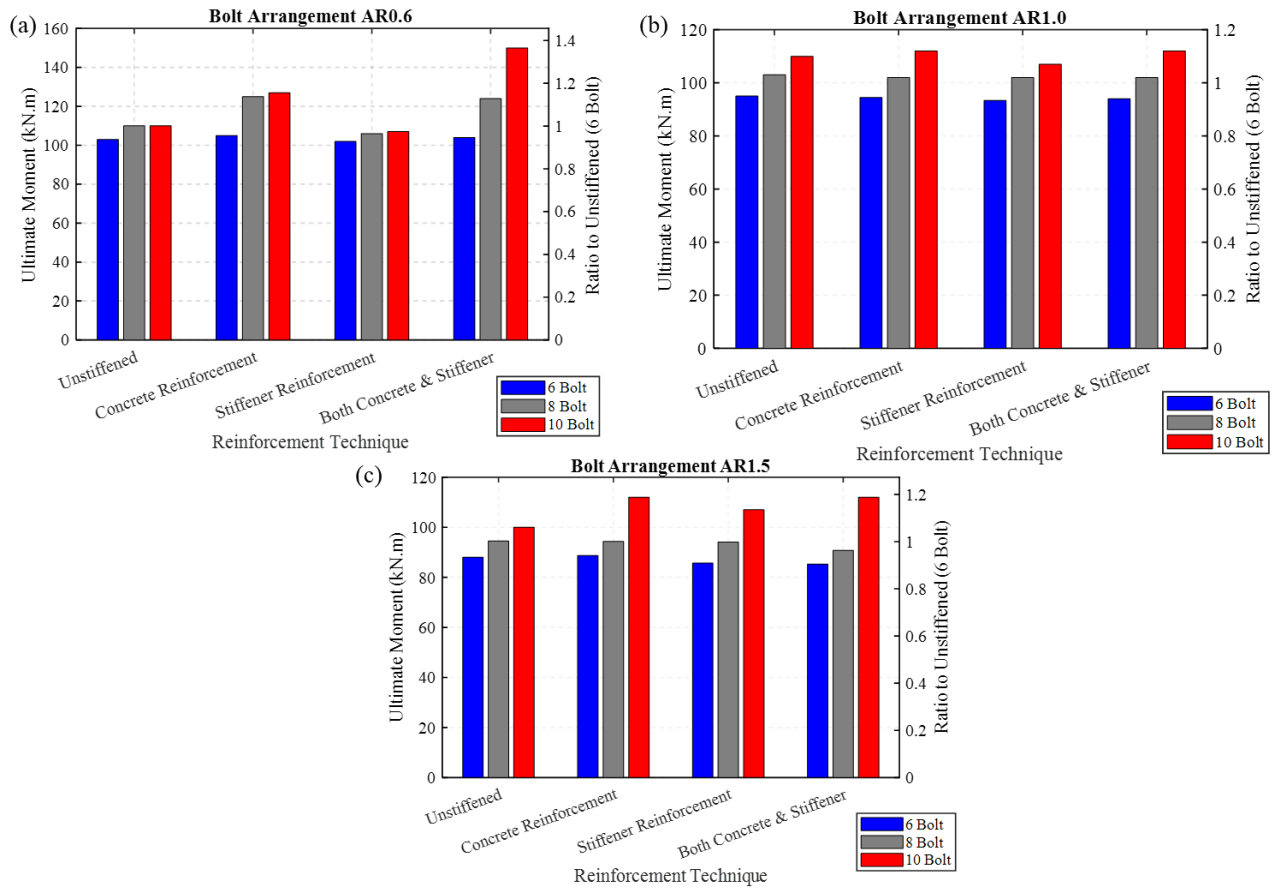 (a)
Bolt Arrangement AR0.6
Ultimate Moment (kN.m)
160
140
120
100
80
60
40
20
0
1.4
1.2
1
0.8
0.6
0.4
0.2
0
Ratio to Unstiffened (6 Bolt)
Unstiffened
Concrete Reinforcement
Stiffener Reinforcement
Both Concrete & Stiffener
Reinforcement Technique
6 Bolt
8 Bolt
10 Bolt
(b)
Bolt Arrangement AR1.0
Ultimate Moment (kN.m)
120
100
80
60
40
20
0
1.2
1
0.8
0.6
0.4
0.2
0
Ratio to Unstiffened (6 Bolt)
Unstiffened
Concrete Reinforcement
Stiffener Reinforcement
Both Concrete & Stiffener
Reinforcement Technique
6 Bolt
8 Bolt
10 Bolt
(c)
Bolt Arrangement AR1.5
Ultimate Moment (kN.m)
120
100
80
60
40
20
0
1.2
1
0.8
0.6
0.4
0.2
0
Ratio to Unstiffened (6 Bolt)
Unstiffened
Concrete Reinforcement
Stiffener Reinforcement
Both Concrete & Stiffener
Reinforcement Technique
6 Bolt
8 Bolt
10 Bolt